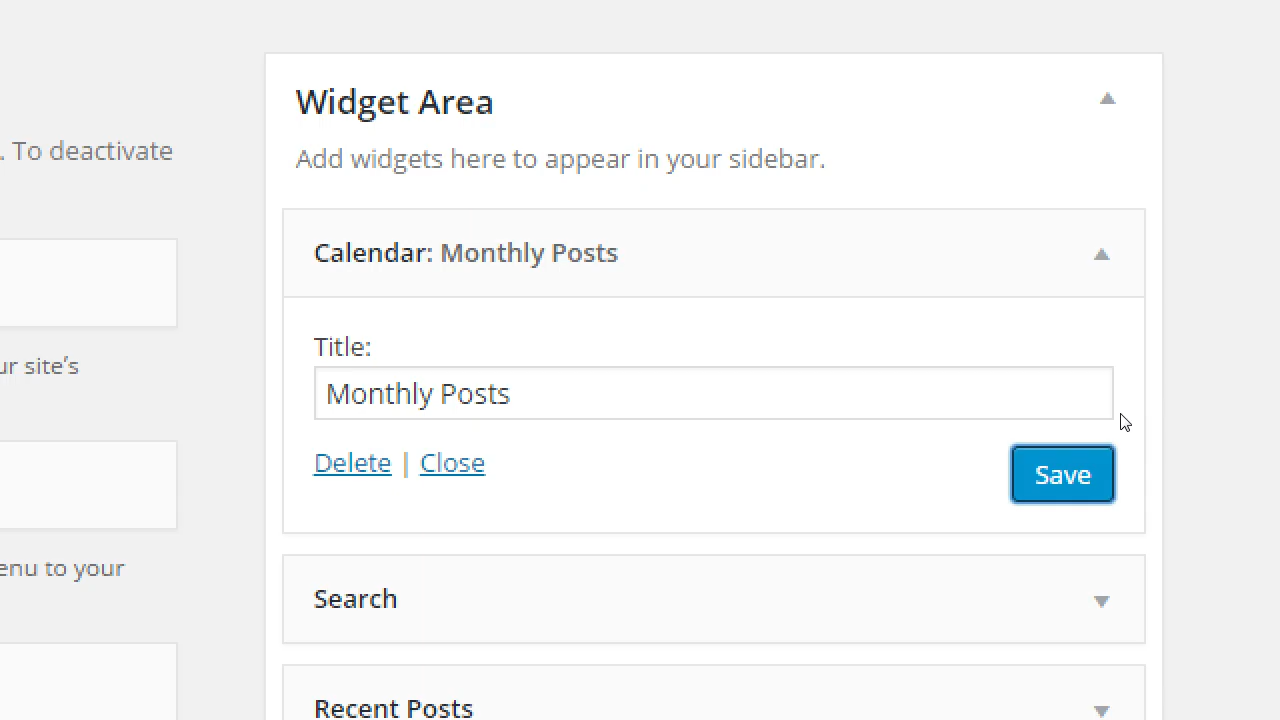 Widget Area
. To deactivate
Add widgets here to appear in your sidebar.
Calendar: Monthly Posts
Title:
ur site's
Monthly Posts
Delete | Close
Save
enu to your
Search
Recent Posts